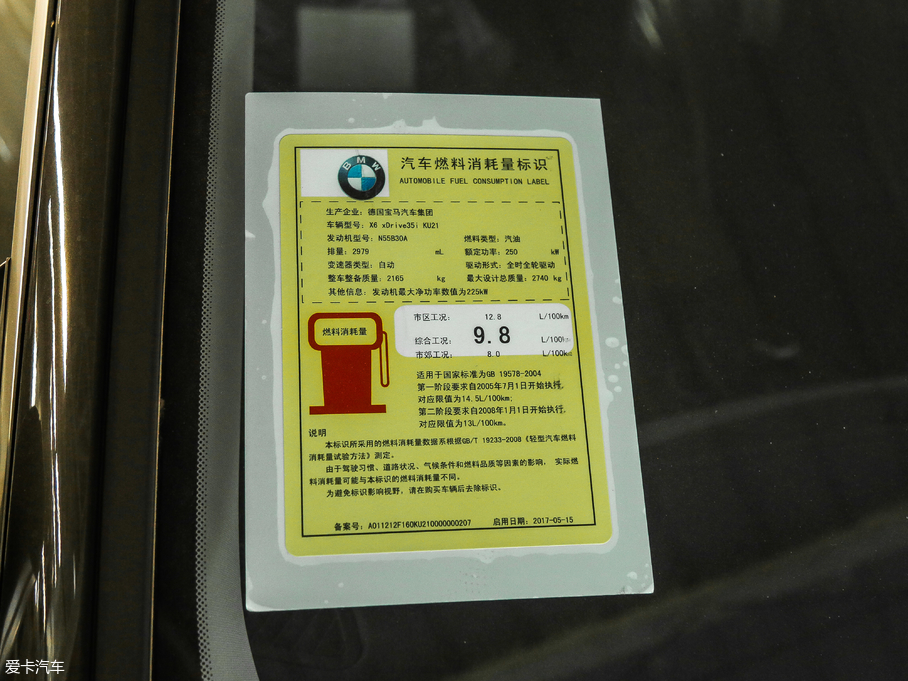 BMW
汽车燃料消耗量标识
AUTOMOBILE FUEL CONSUMPTION LABEL
生产企业：德国宝马汽车集团
车辆型号：X6 xDrive35i KU21
发动机型号：N55B30A 燃料类型：汽油
排量：2979 mL 额定功率：250 kW
变速器类型：自动 驱动形式：全时全轮驱动
整车整备质量：2165 kg 最大设计总质量：2740 kg
其他信息：发动机最大净功率数值为225kW
燃料消耗量
市区工况： 12.8 L/100km
综合工况： 9.8 L/100km
市郊工况： 8.0 L/100km
适用于国家标准为GB 19578-2004
第一阶段要求自2005年7月1日开始执行，
对应限值为14.5L/100km；
第二阶段要求自2008年1月1日开始执行，
对应限值为13L/100km。
说明
本标识所采用的燃料消耗量数据系根据GB/T 19233-2008《轻型汽车燃料
消耗量试验方法》测定。
由于驾驶习惯、道路状况、气候条件和燃料品质等因素的影响， 实际燃
料消耗量可能与本标识的燃料消耗量不同。
为避免标识影响视野，请在购买车辆后去除标识。
备案号：A011212F160KU210000000207 启用日期：2017-05-15
爱卡汽车